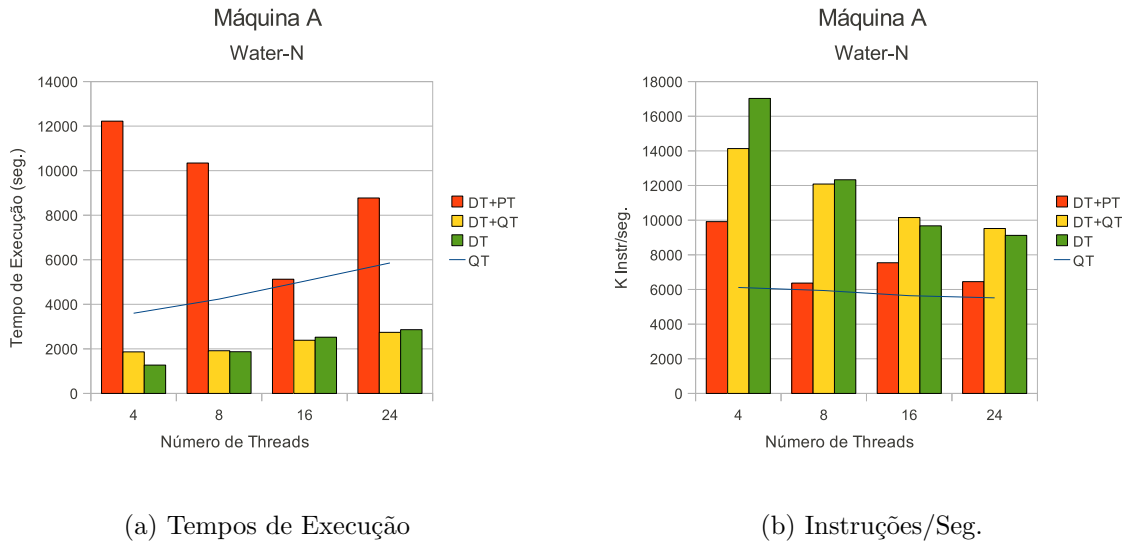 Máquina A
Water-N
14000
12000
10000
8000
6000
4000
2000
0
Tempo de Execução (seg.)
4
8
16
24
Número de Threads
DT+PT
DT+QT
DT
QT
(a) Tempos de Execução
Máquina A
Water-N
18000
16000
14000
12000
10000
8000
6000
4000
2000
0
K Instr/seg.
4
8
16
24
Número de Threads
DT+PT
DT+QT
DT
QT
(b) Instruções/Seg.